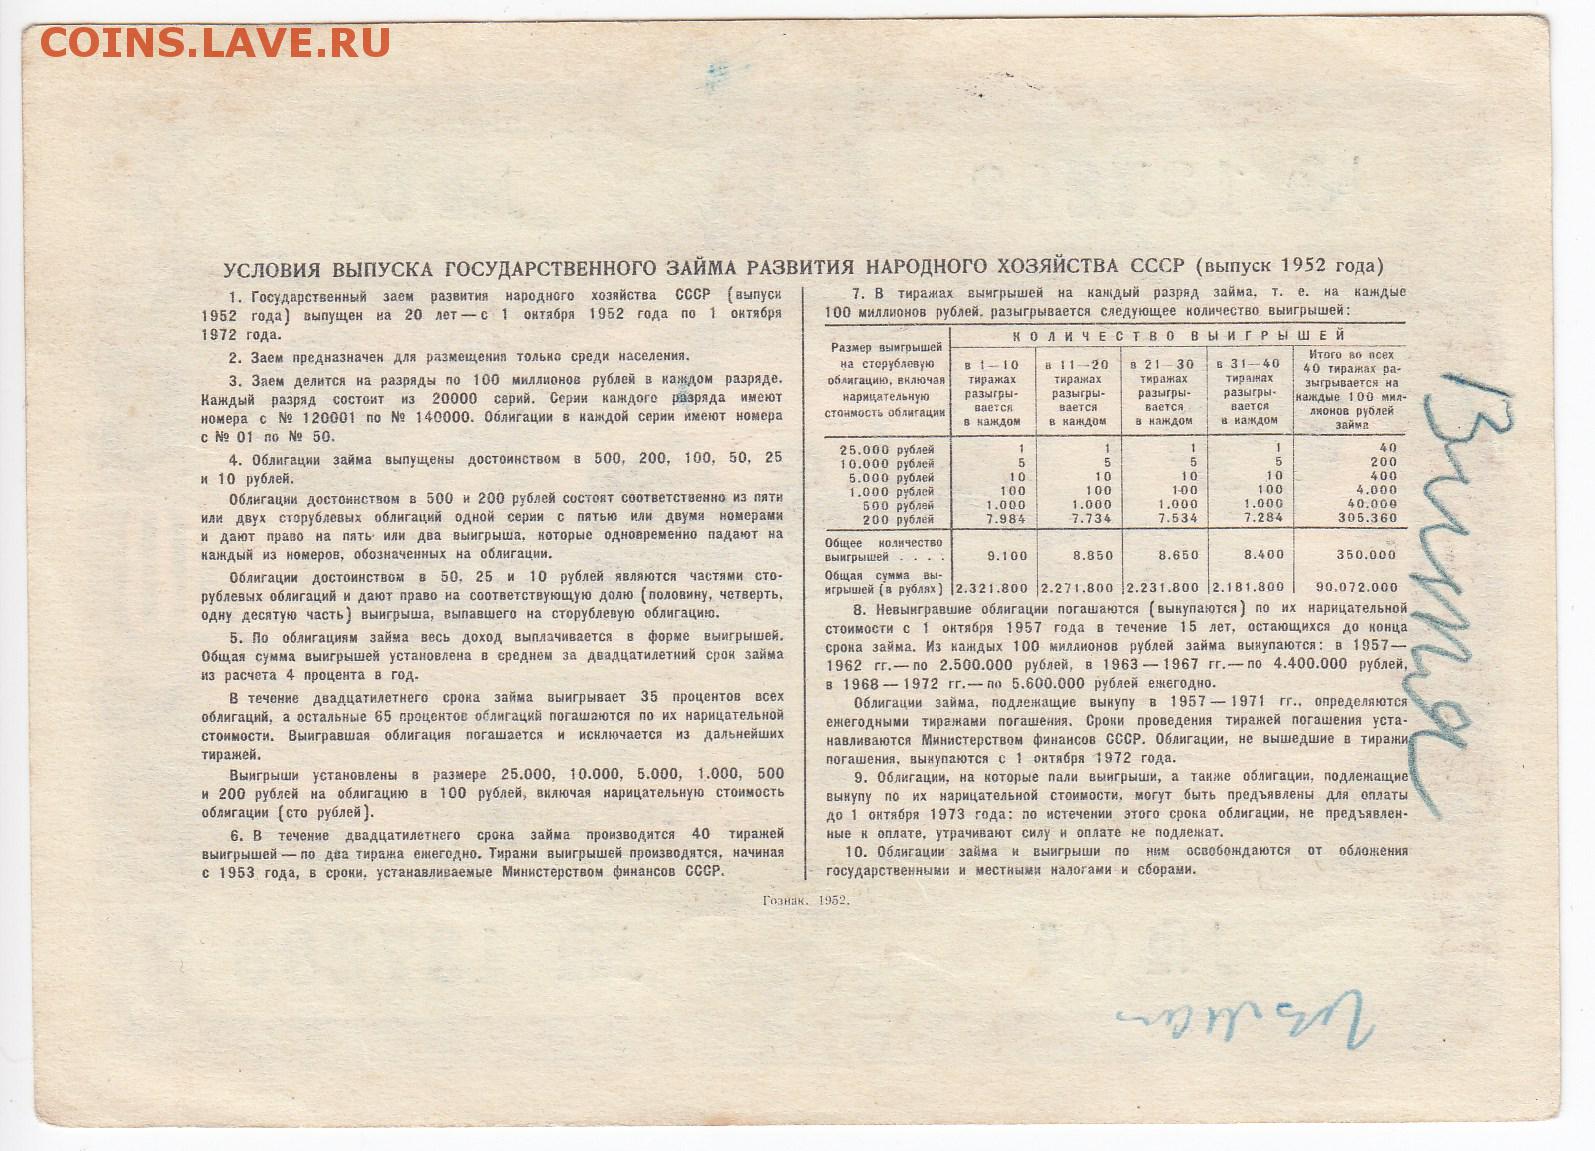 COINS.LAVE.RU
УСЛОВИЯ ВЫПУСКА ГОСУДАРСТВЕННОГО ЗАЙМА РАЗВИТИЯ НАРОДНОГО ХОЗЯЙСТВА СССР (выпуск 1952 года)
1. Государственный заем развития народного хозяйства СССР (выпуск
1952 года) выпущен на 20 лет — с 1 октября 1952 года по 1 октября
1972 года.
2. Заем предназначен для размещения только среди населения.
3. Заем делится на разряды по 100 миллионов рублей в каждом разряде.
Каждый разряд состоит из 20000 серий. Серии каждого разряда имеют
номера с № 120001 по № 140000. Облигации в каждой серии имеют номера
с № 01 по № 50.
4. Облигации займа выпущены достоинством в 500, 200, 100, 50, 25
и 10 рублей.
Облигации достоинством в 500 и 200 рублей состоят соответственно из пяти
или двух сторублевых облигаций одной серии с пятью или двумя номерами
и дают право на пять или два выигрыша, которые одновременно падают на
каждый из номеров, обозначенных на облигации.
Облигации достоинством в 50, 25 и 10 рублей являются частями сто-
рублевых облигаций и дают право на соответствующую долю (половину, четверть,
одну десятую часть) выигрыша, выпавшего на сторублевую облигацию.
5. По облигациям займа весь доход выплачивается в форме выигрышей.
Общая сумма выигрышей установлена в среднем за двадцатилетний срок займа
из расчета 4 процента в год.
В течение двадцатилетнего срока займа выигрывает 35 процентов всех
облигаций, а остальные 65 процентов облигаций погашаются по их нарицательной
стоимости. Выигравшая облигация погашается и исключается из дальнейших
тиражей.
Выигрыши установлены в размере 25.000, 10.000, 5.000, 1.000, 500
и 200 рублей на облигацию в 100 рублей, включая нарицательную стоимость
облигации (сто рублей).
6. В течение двадцатилетнего срока займа производится 40 тиражей
выигрышей — по два тиража ежегодно. Тиражи выигрышей производятся, начиная
с 1953 года, в сроки, устанавливаемые Министерством финансов СССР.
7. В тиражах выигрышей на каждый разряд займа, т. е. на каждые
100 миллионов рублей, разыгрывается следующее количество выигрышей:
Размер выигрышей на сторублевую облигацию, включая нарицательную стоимость облигации
КОЛИЧЕСТВО ВЫИГРЫШЕЙ
в 1—10 тиражах разыгры-вается в каждом
в 11—20 тиражах разыгры-вается в каждом
в 21—30 тиражах разыгры-вается в каждом
в 31—40 тиражах разыгры-вается в каждом
Итого во всех 40 тиражах ра-зыгрывается на каждые 100 мил-лионов рублей займа
25.000 рублей 1 1 1 1 40
10.000 рублей 5 5 5 5 200
5.000 рублей 10 10 10 10 400
1.000 рублей 100 100 100 100 4.000
500 рублей 1.000 1.000 1.000 1.000 40.000
200 рублей 7.984 7.734 7.534 7.284 305.360
Общее количество
выигрышей . . . . 9.100 8.850 8.650 8.400 350.000
Общая сумма вы-
игрышей (в рублях) 2.321.800 2.271.800 2.231.800 2.181.800 90.072.000
8. Невыигравшие облигации погашаются (выкупаются) по их нарицательной
стоимости с 1 октября 1957 года в течение 15 лет, остающихся до конца
срока займа. Из каждых 100 миллионов рублей займа выкупаются: в 1957—
1962 гг. — по 2.500.000 рублей, в 1963 — 1967 гг. — по 4.400.000 рублей,
в 1968 — 1972 гг. — по 5.600.000 рублей ежегодно.
Облигации займа, подлежащие выкупу в 1957 — 1971 гг., определяются
ежегодными тиражами погашения. Сроки проведения тиражей погашения уста-
навливаются Министерством финансов СССР. Облигации, не вышедшие в тиражи
погашения, выкупаются с 1 октября 1972 года.
9. Облигации, на которые пали выигрыши, а также облигации, подлежащие
выкупу по их нарицательной стоимости, могут быть предъявлены для оплаты
до 1 октября 1973 года; по истечении этого срока облигации, не предъявлен-
ные к оплате, утрачивают силу и оплате не подлежат.
10. Облигации займа и выигрыши по ним освобождаются от обложения
государственными и местными налогами и сборами.
Гознак. 1952.